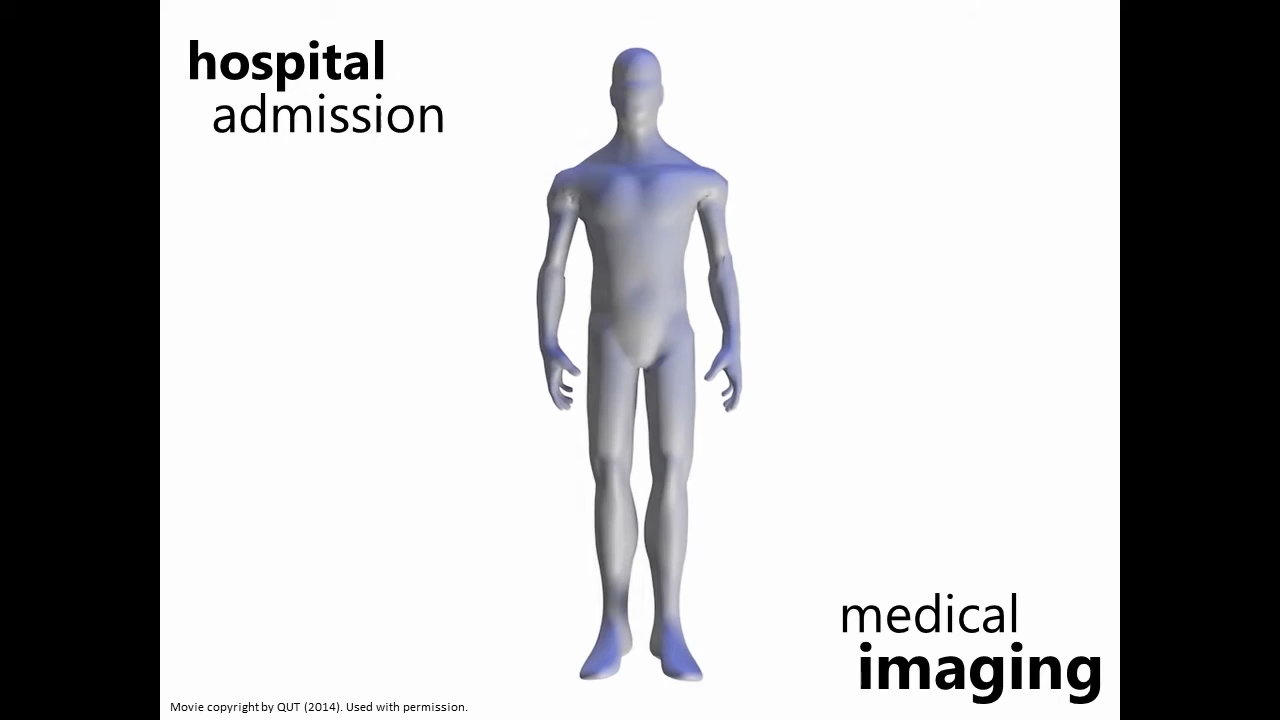 hospital
admission
medical
imaging
Movie copyright by QUT (2014). Used with permission.